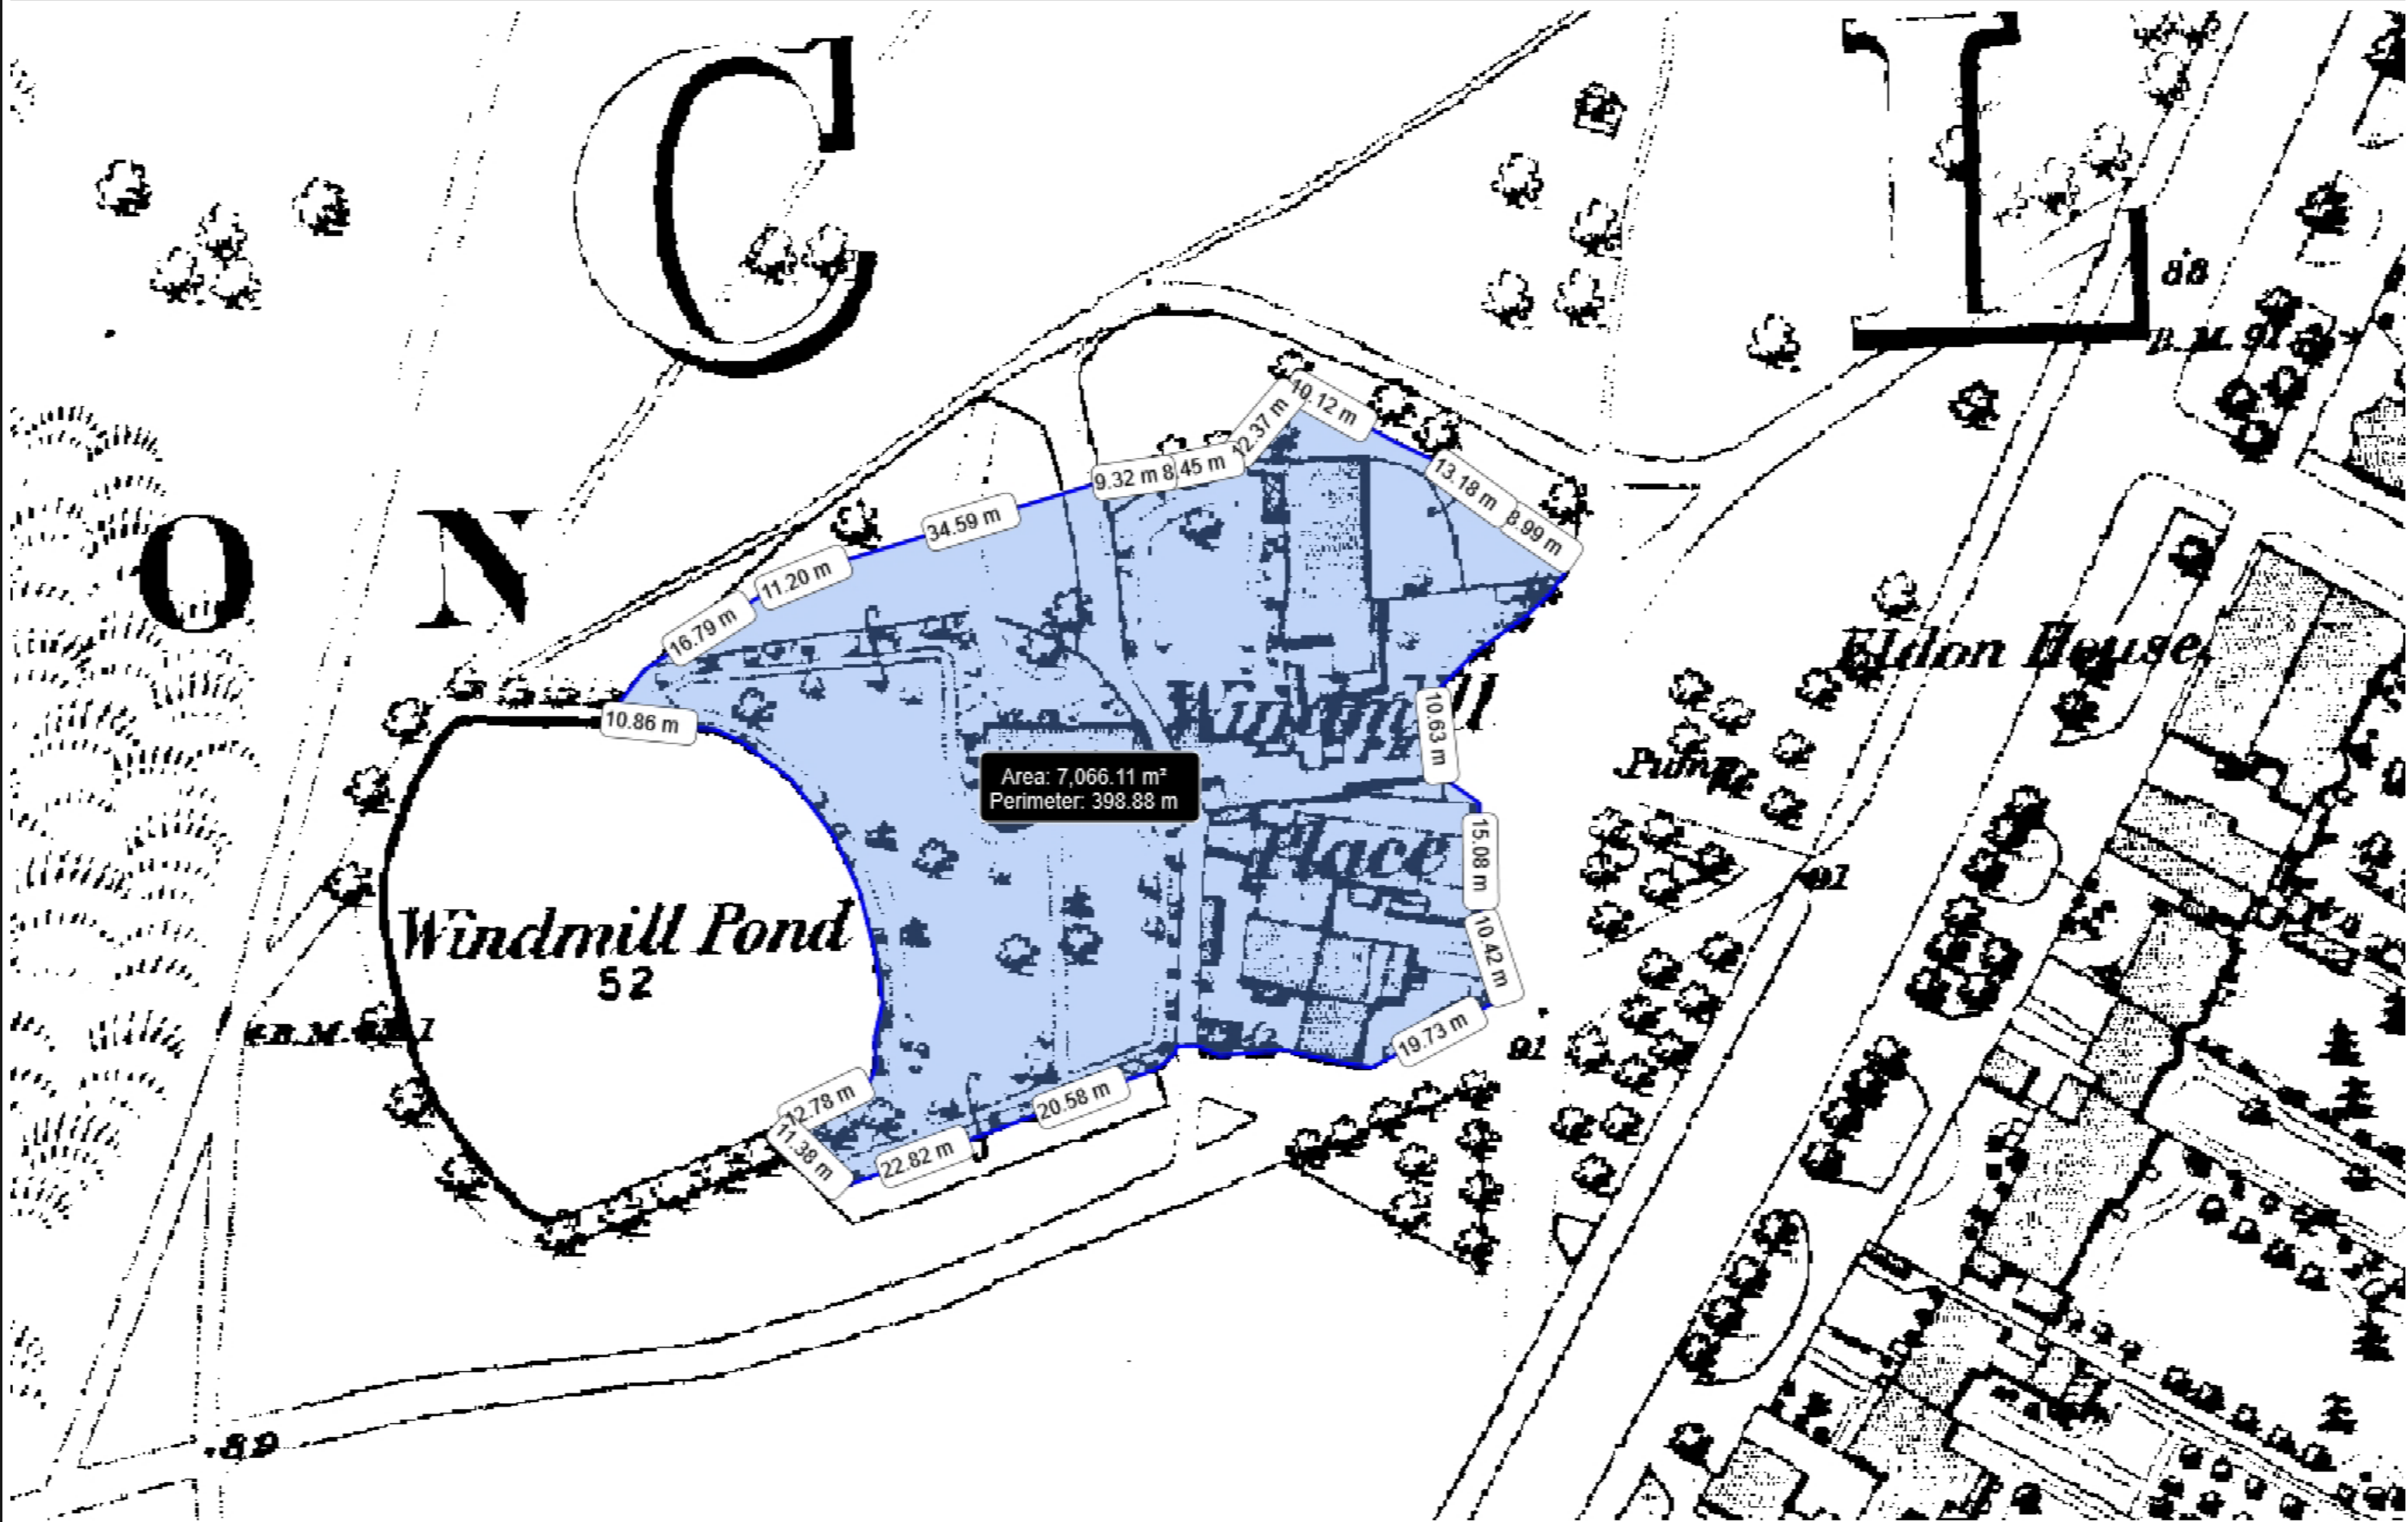 C
L
88
B.M. 91
10.12 m
12.37 m
9.32 m
8.45 m
13.18 m
8.99 m
34.59 m
11.20 m
16.79 m
O N
10.86 m
Eldon House
Windmill
10.63 m
Pump
Area: 7,066.11 m²
Perimeter: 398.88 m
Place
15.08 m
91
Windmill Pond
52
10.42 m
B.M.
19.73 m
91
12.78 m
20.58 m
11.38 m
22.82 m
89